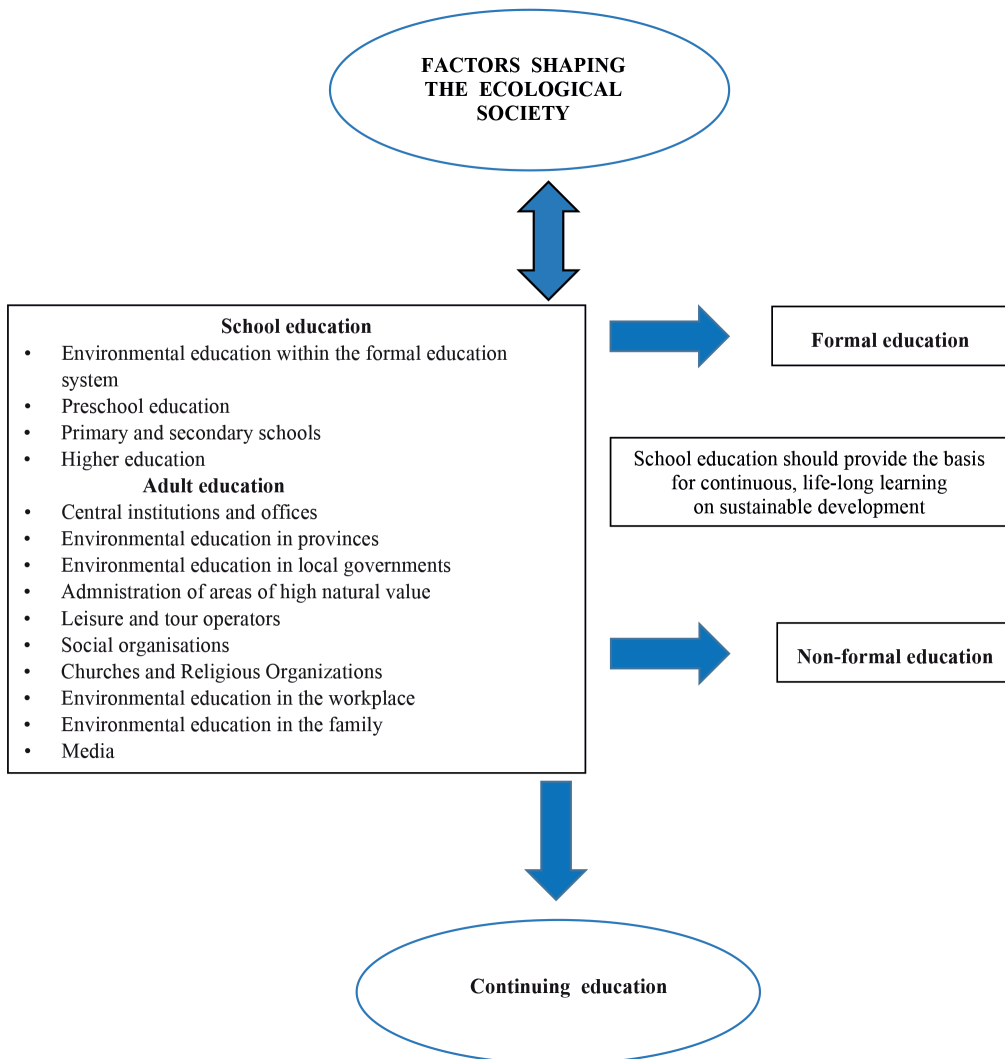 FACTORS SHAPING
THE ECOLOGICAL
SOCIETY
School education
• Environmental education within the formal education
system
• Preschool education
• Primary and secondary schools
• Higher education
Adult education
• Central institutions and offices
• Environmental education in provinces
• Environmental education in local governments
• Admnistration of areas of high natural value
• Leisure and tour operators
• Social organisations
• Churches and Religious Organizations
• Environmental education in the workplace
• Environmental education in the family
• Media
Formal education
School education should provide the basis
for continuous, life-long learning
on sustainable development
Non-formal education
Continuing education